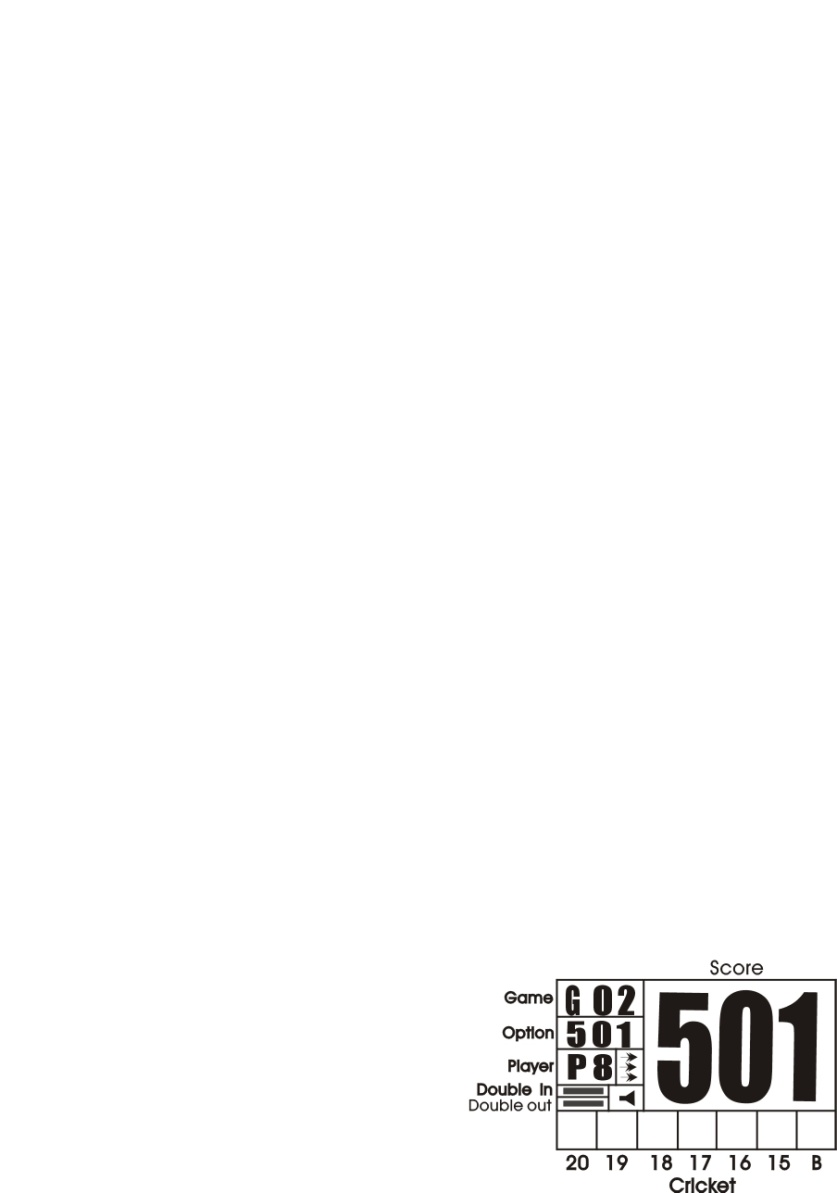 Score
Game G 02
501
Option 501
Player P 8
Double in
Double out
20 19 18 17 16 15 B
Cricket